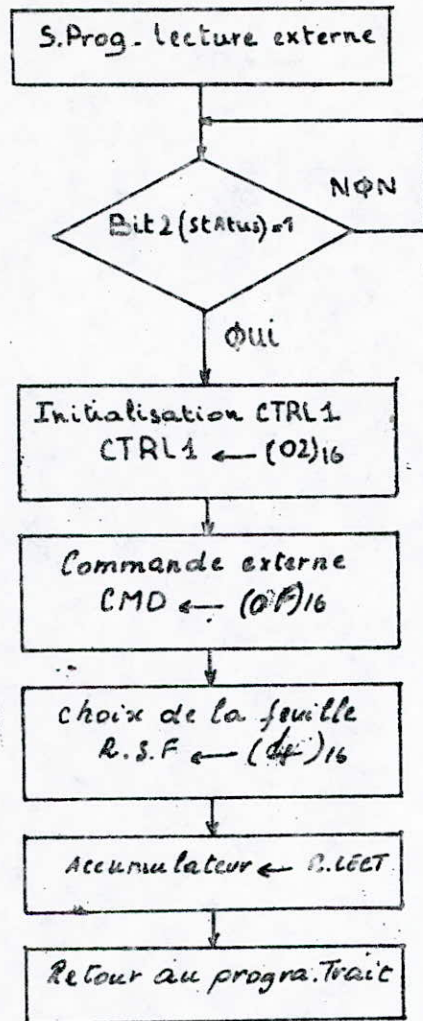 S.Prog. lecture externe
Bit2(Status)=1
NON
OUI
Initialisation CTRL1
CTRL1 ← (02)16
Commande externe
CMD ← (0F)16
choix de la feuille
R.S.F ← ( )16
Accumulateur ← R.LECT
Retour au progra.Trait